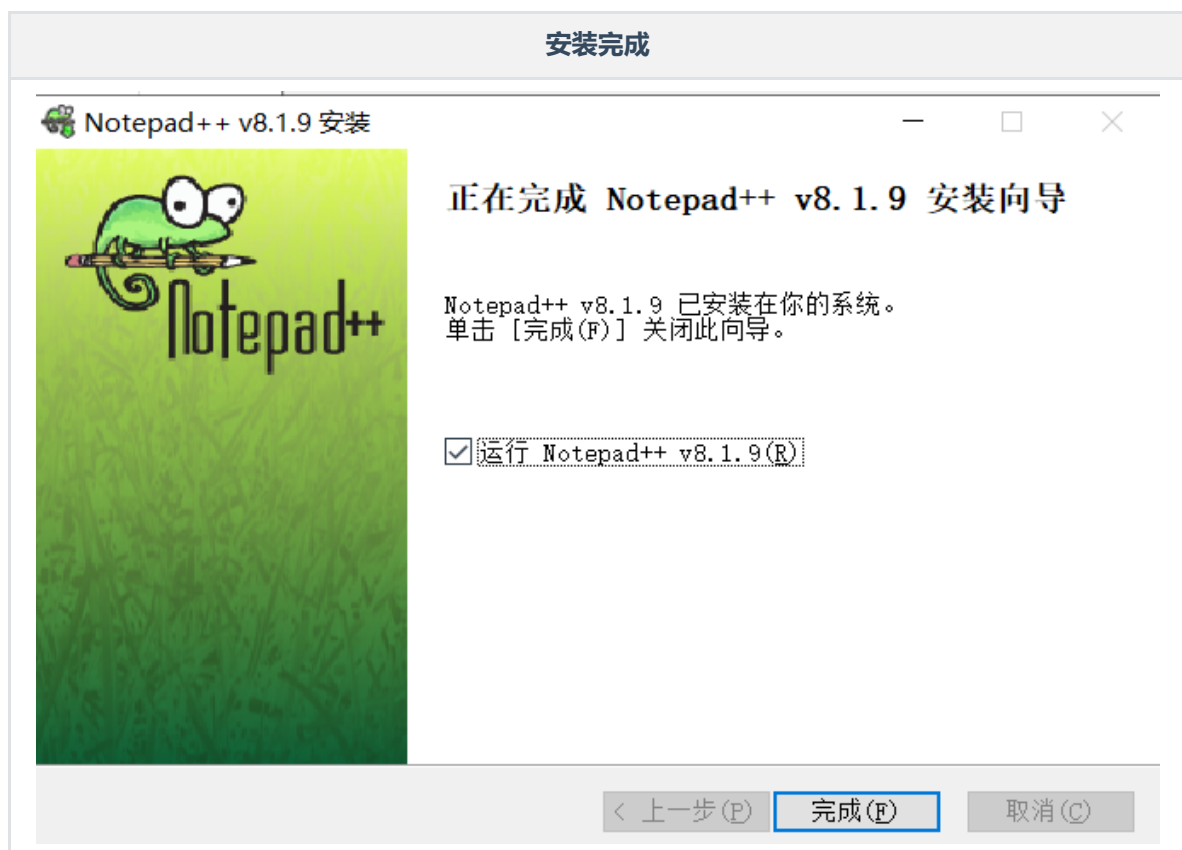 安装完成
Notepad++ v8.1.9 安装
正在完成 Notepad++ v8.1.9 安装向导
Notepad++
Notepad++ v8.1.9 已安装在你的系统。
单击 [完成(F)] 关闭此向导。
运行 Notepad++ v8.1.9(R)
< 上一步(P)
完成(F)
取消(C)